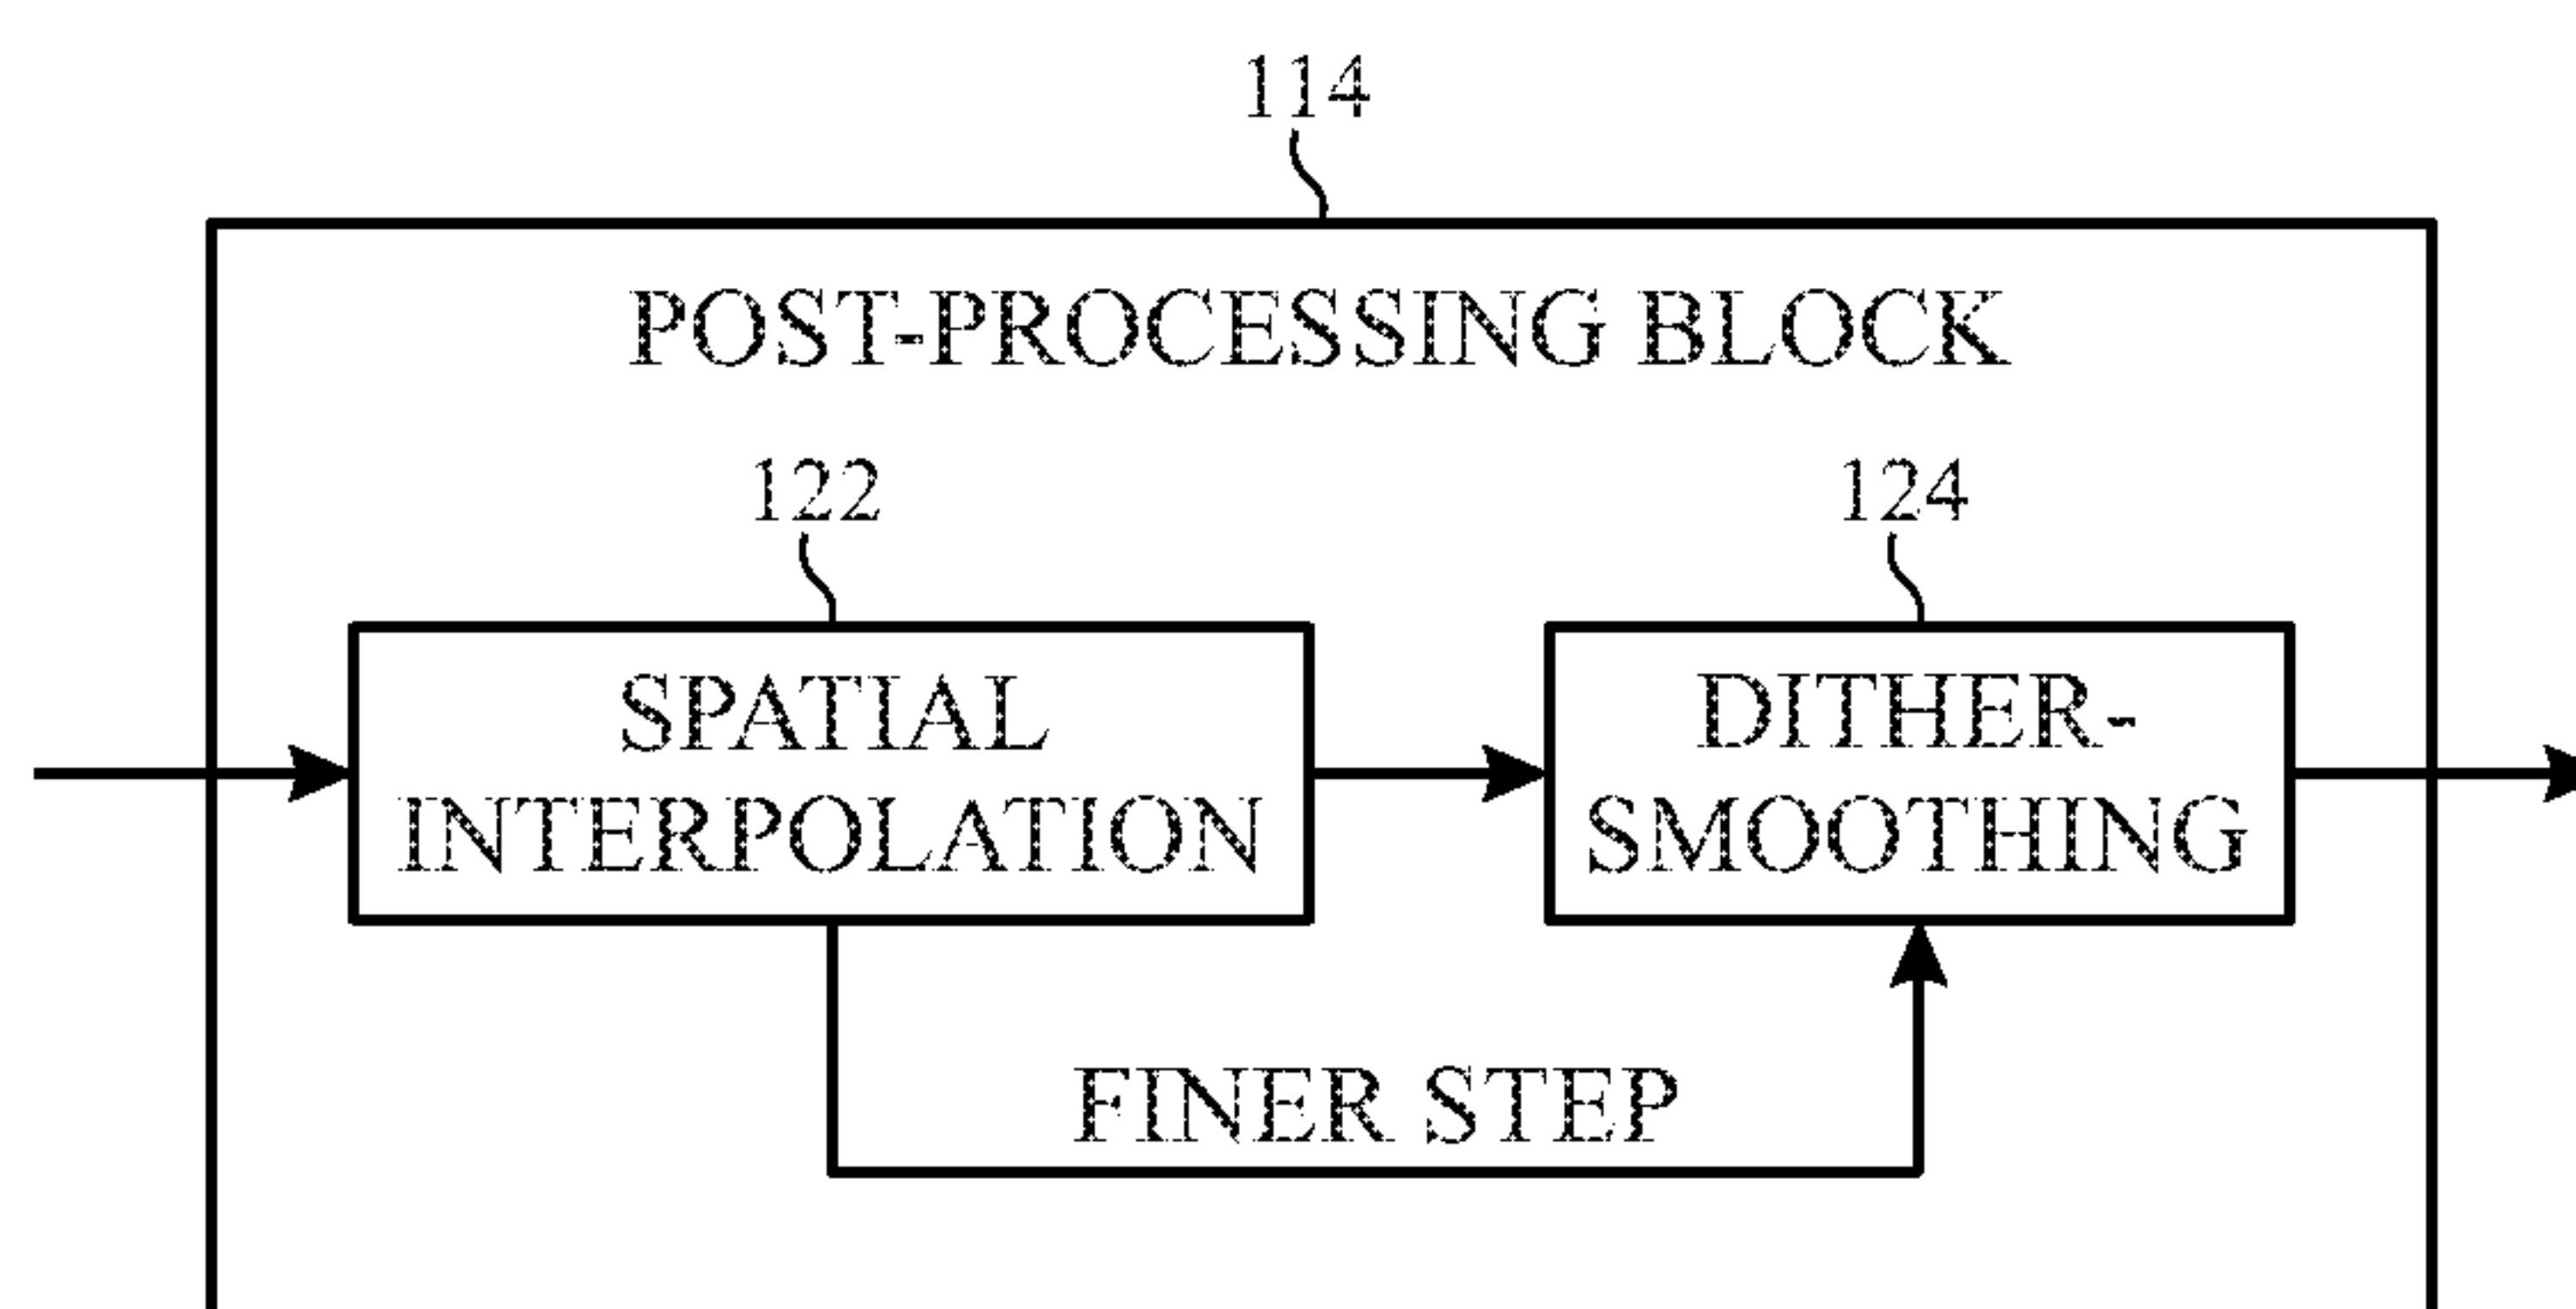 114
POST-PROCESSING BLOCK
122
124
SPATIAL
INTERPOLATION
DITHER-
SMOOTHING
FINER STEP